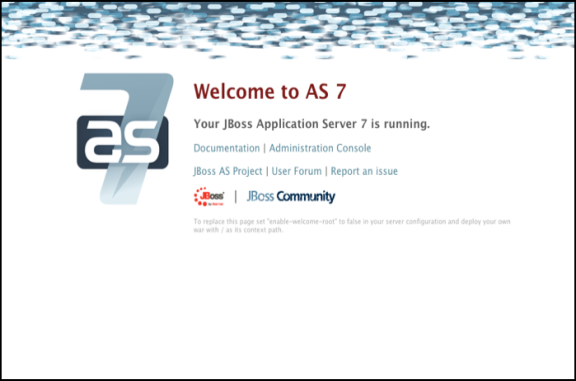 as
7
Welcome to AS 7
Your JBoss Application Server 7 is running.
Documentation | Administration Console
JBoss AS Project | User Forum | Report an issue
JBoss | JBoss Community
To replace this page set "enable-welcome-root" to false in your server configuration and deploy your own
war with / as its context path.